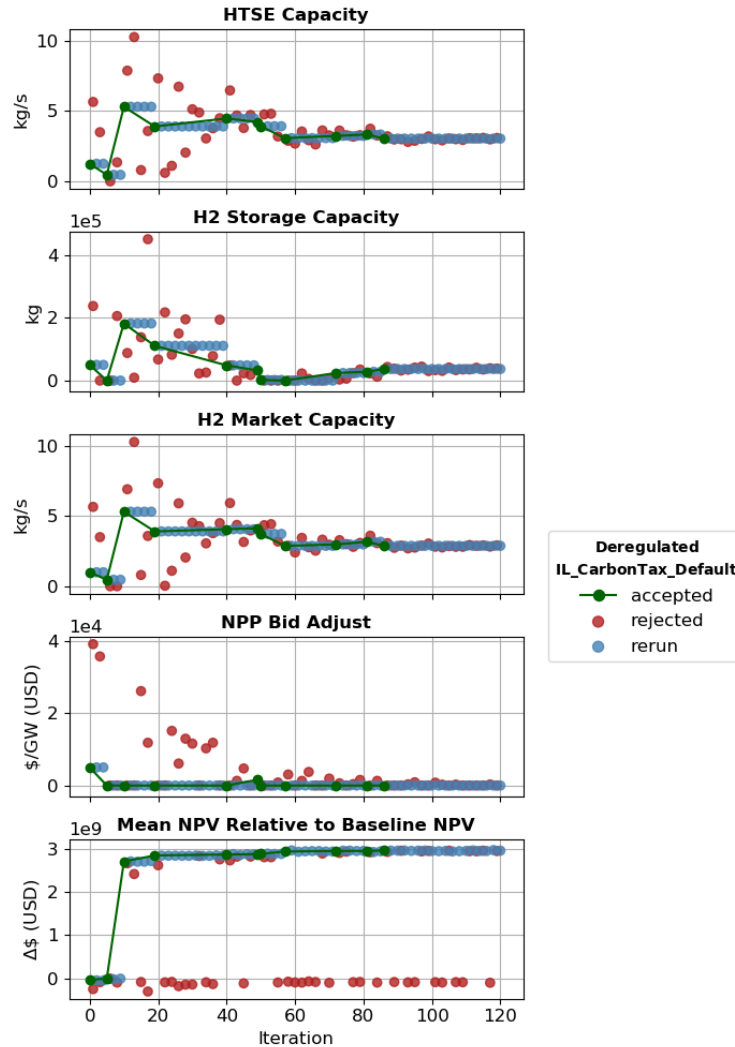 HTSE Capacity
10
5
0
kg/s
H2 Storage Capacity
1e5
4
2
0
kg
H2 Market Capacity
10
5
0
kg/s
NPP Bid Adjust
1e4
4
2
0
$/GW (USD)
Mean NPV Relative to Baseline NPV
1e9
3
2
1
0
Δ$ (USD)
0 20 40 60 80 100 120
Iteration
Deregulated
IL_CarbonTax_Default
accepted
rejected
rerun